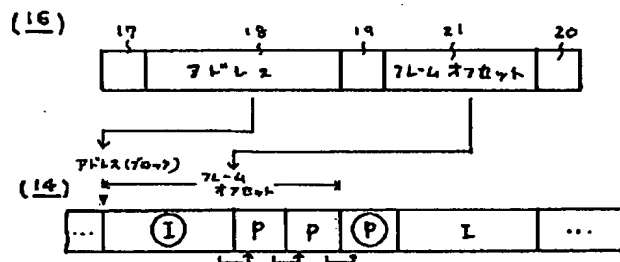 (16)
17 18 19 21 20
アドレス フレームオフセット
アドレス(ブロック)
フレーム
オフセット
(14)
... I P P P I ...